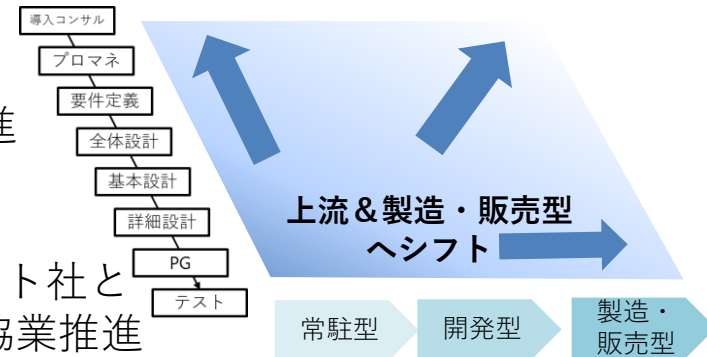 導入コンサル
プロマネ
要件定義
進
全体設計
基本設計
詳細設計
PG
テスト
ト社と
協業推進
上流＆製造・販売型
へシフト
常駐型
開発型
製造・
販売型